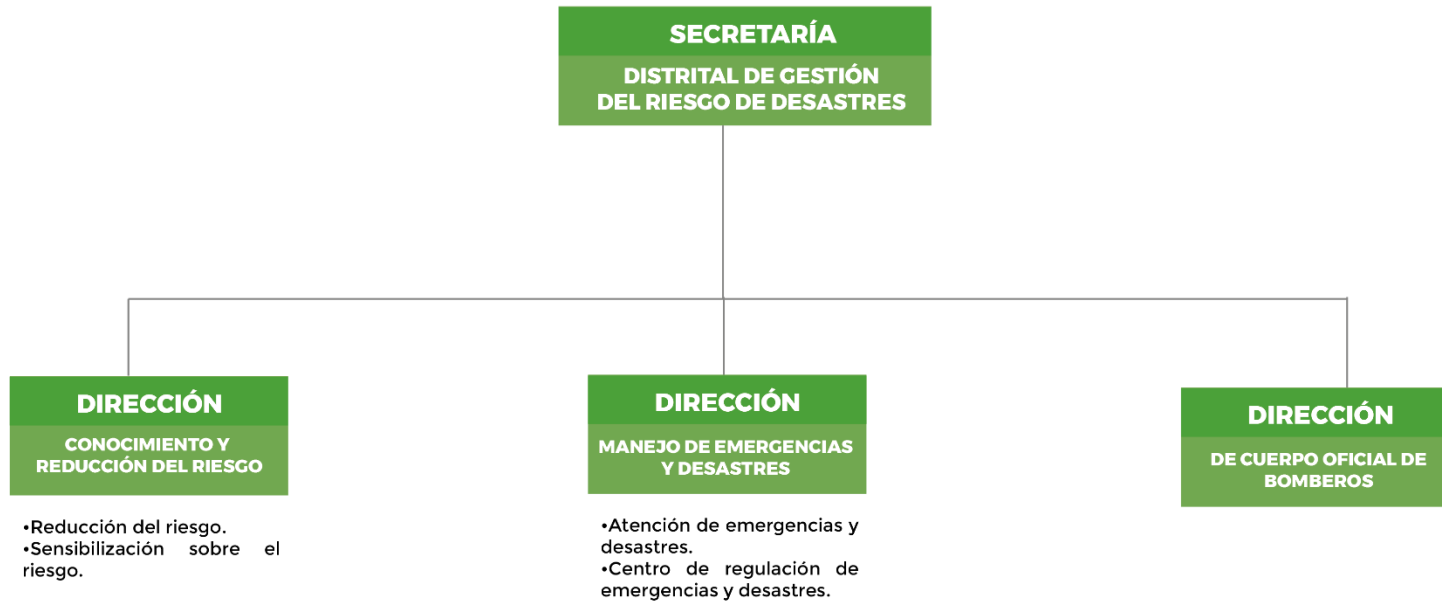 SECRETARÍA
DISTRITAL DE GESTIÓN
DEL RIESGO DE DESASTRES
DIRECCIÓN
CONOCIMIENTO Y
REDUCCIÓN DEL RIESGO
•Reducción del riesgo.
•Sensibilización sobre el
riesgo.
DIRECCIÓN
MANEJO DE EMERGENCIAS
Y DESASTRES
•Atención de emergencias y
desastres.
•Centro de regulación de
emergencias y desastres.
DIRECCIÓN
DE CUERPO OFICIAL DE
BOMBEROS